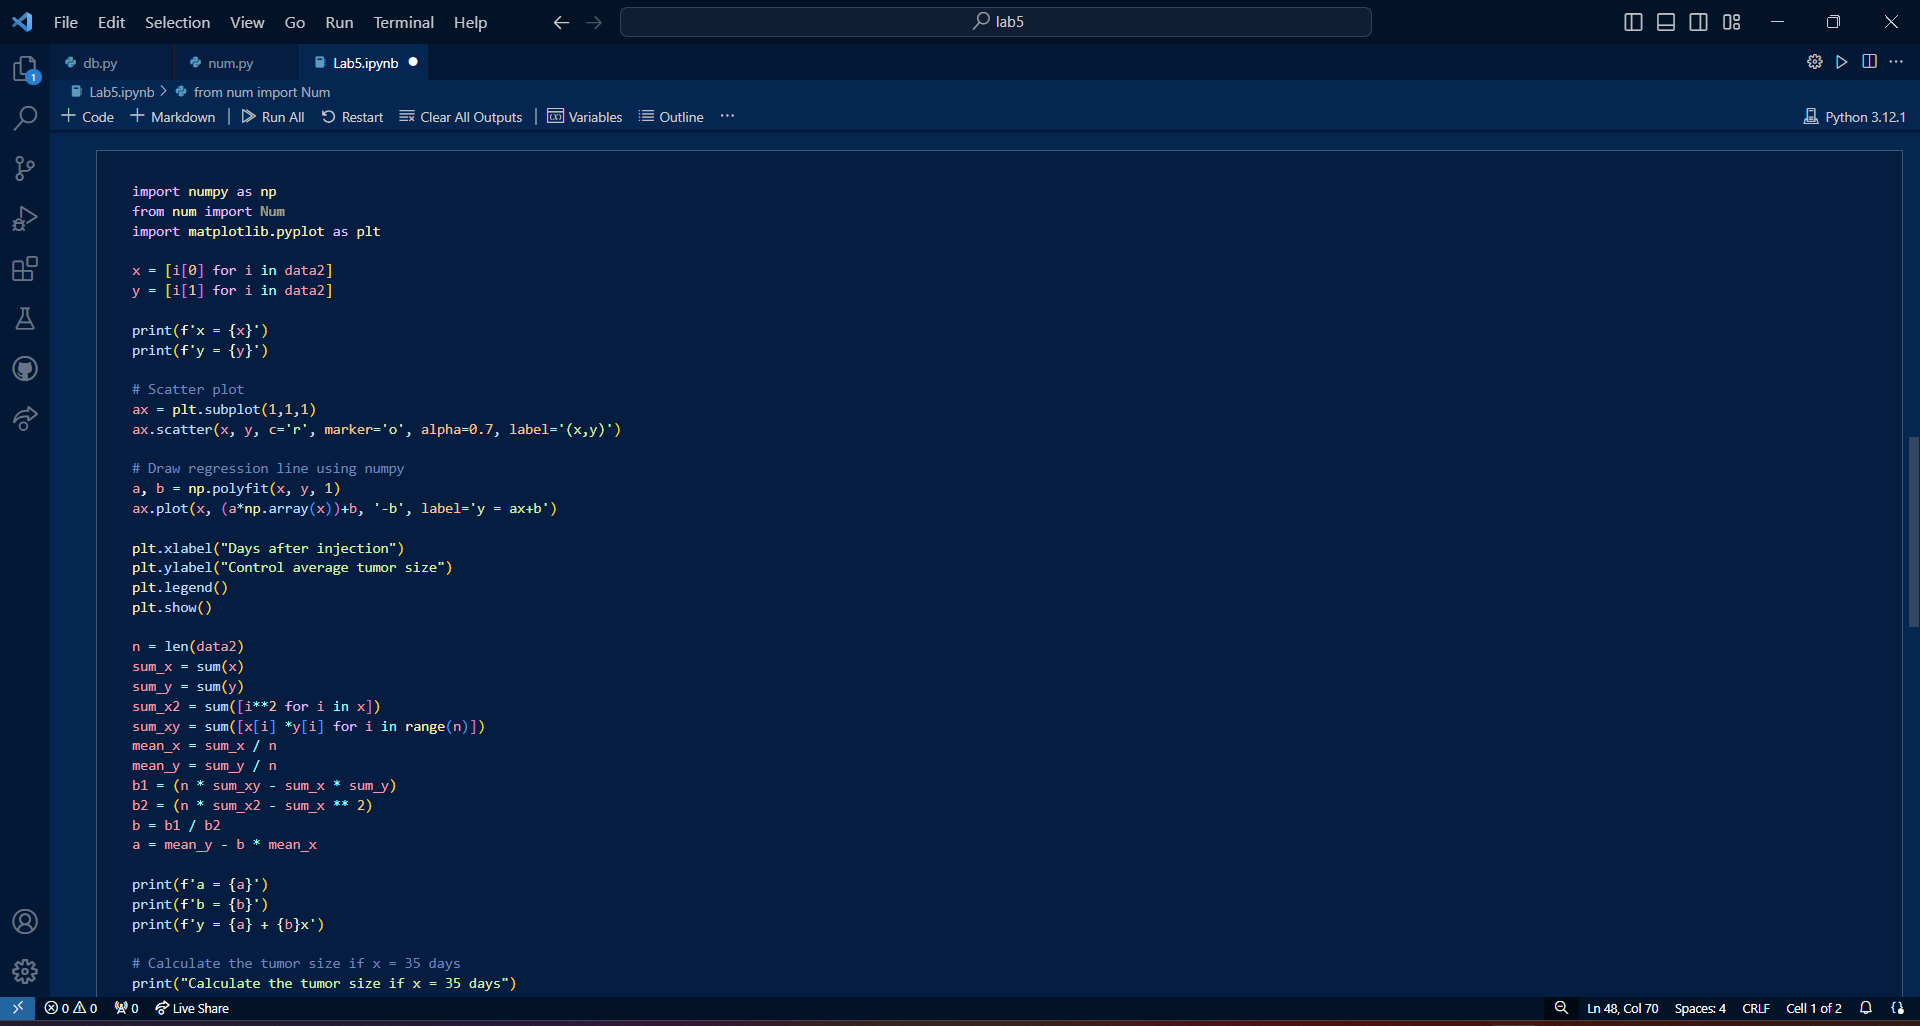 File Edit Selection View Go Run Terminal Help lab5
1
db.py num.py Lab5.ipynb
Lab5.ipynb > from num import Num
Code Markdown Run All Restart Clear All Outputs Variables Outline ... Python 3.12.1
import numpy as np
from num import Num
import matplotlib.pyplot as plt
x = [i[0] for i in data2]
y = [i[1] for i in data2]
print(f'x = {x}')
print(f'y = {y}')
# Scatter plot
ax = plt.subplot(1,1,1)
ax.scatter(x, y, c='r', marker='o', alpha=0.7, label='(x,y)')
# Draw regression line using numpy
a, b = np.polyfit(x, y, 1)
ax.plot(x, (a*np.array(x))+b, '-b', label='y = ax+b')
plt.xlabel("Days after injection")
plt.ylabel("Control average tumor size")
plt.legend()
plt.show()
n = len(data2)
sum_x = sum(x)
sum_y = sum(y)
sum_x2 = sum([i**2 for i in x])
sum_xy = sum([x[i] *y[i] for i in range(n)])
mean_x = sum_x / n
mean_y = sum_y / n
b1 = (n * sum_xy - sum_x * sum_y)
b2 = (n * sum_x2 - sum_x ** 2)
b = b1 / b2
a = mean_y - b * mean_x
print(f'a = {a}')
print(f'b = {b}')
print(f'y = {a} + {b}x')
# Calculate the tumor size if x = 35 days
print("Calculate the tumor size if x = 35 days")
0 0 0 Live Share Ln 48, Col 70 Spaces: 4 CRLF Cell 1 of 2